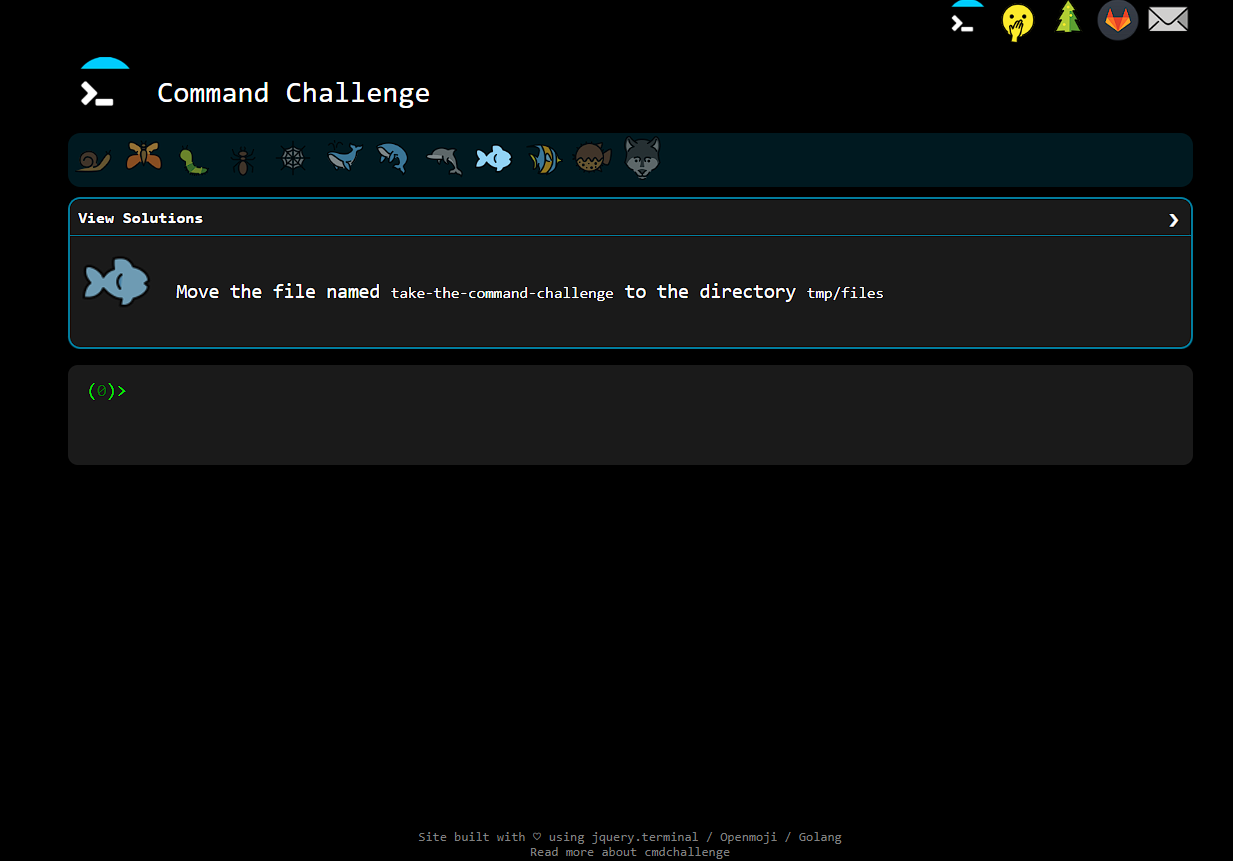 Command Challenge
View Solutions
Move the file named take-the-command-challenge to the directory tmp/files
(0)>
Site built with ♡ using jquery.terminal / Openmoji / Golang
Read more about cmdchallenge